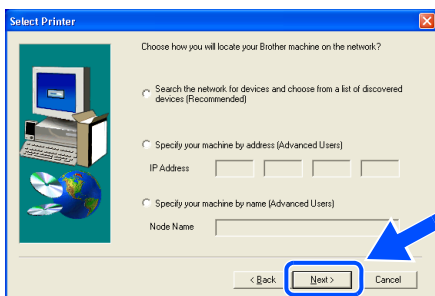 Select Printer
Choose how you will locate your Brother machine on the network?
Search the network for devices and choose from a list of discovered
devices (Recommended)
Specify your machine by address (Advanced Users)
IP Address
Specify your machine by name (Advanced Users)
Node Name
< Back
Next >
Cancel